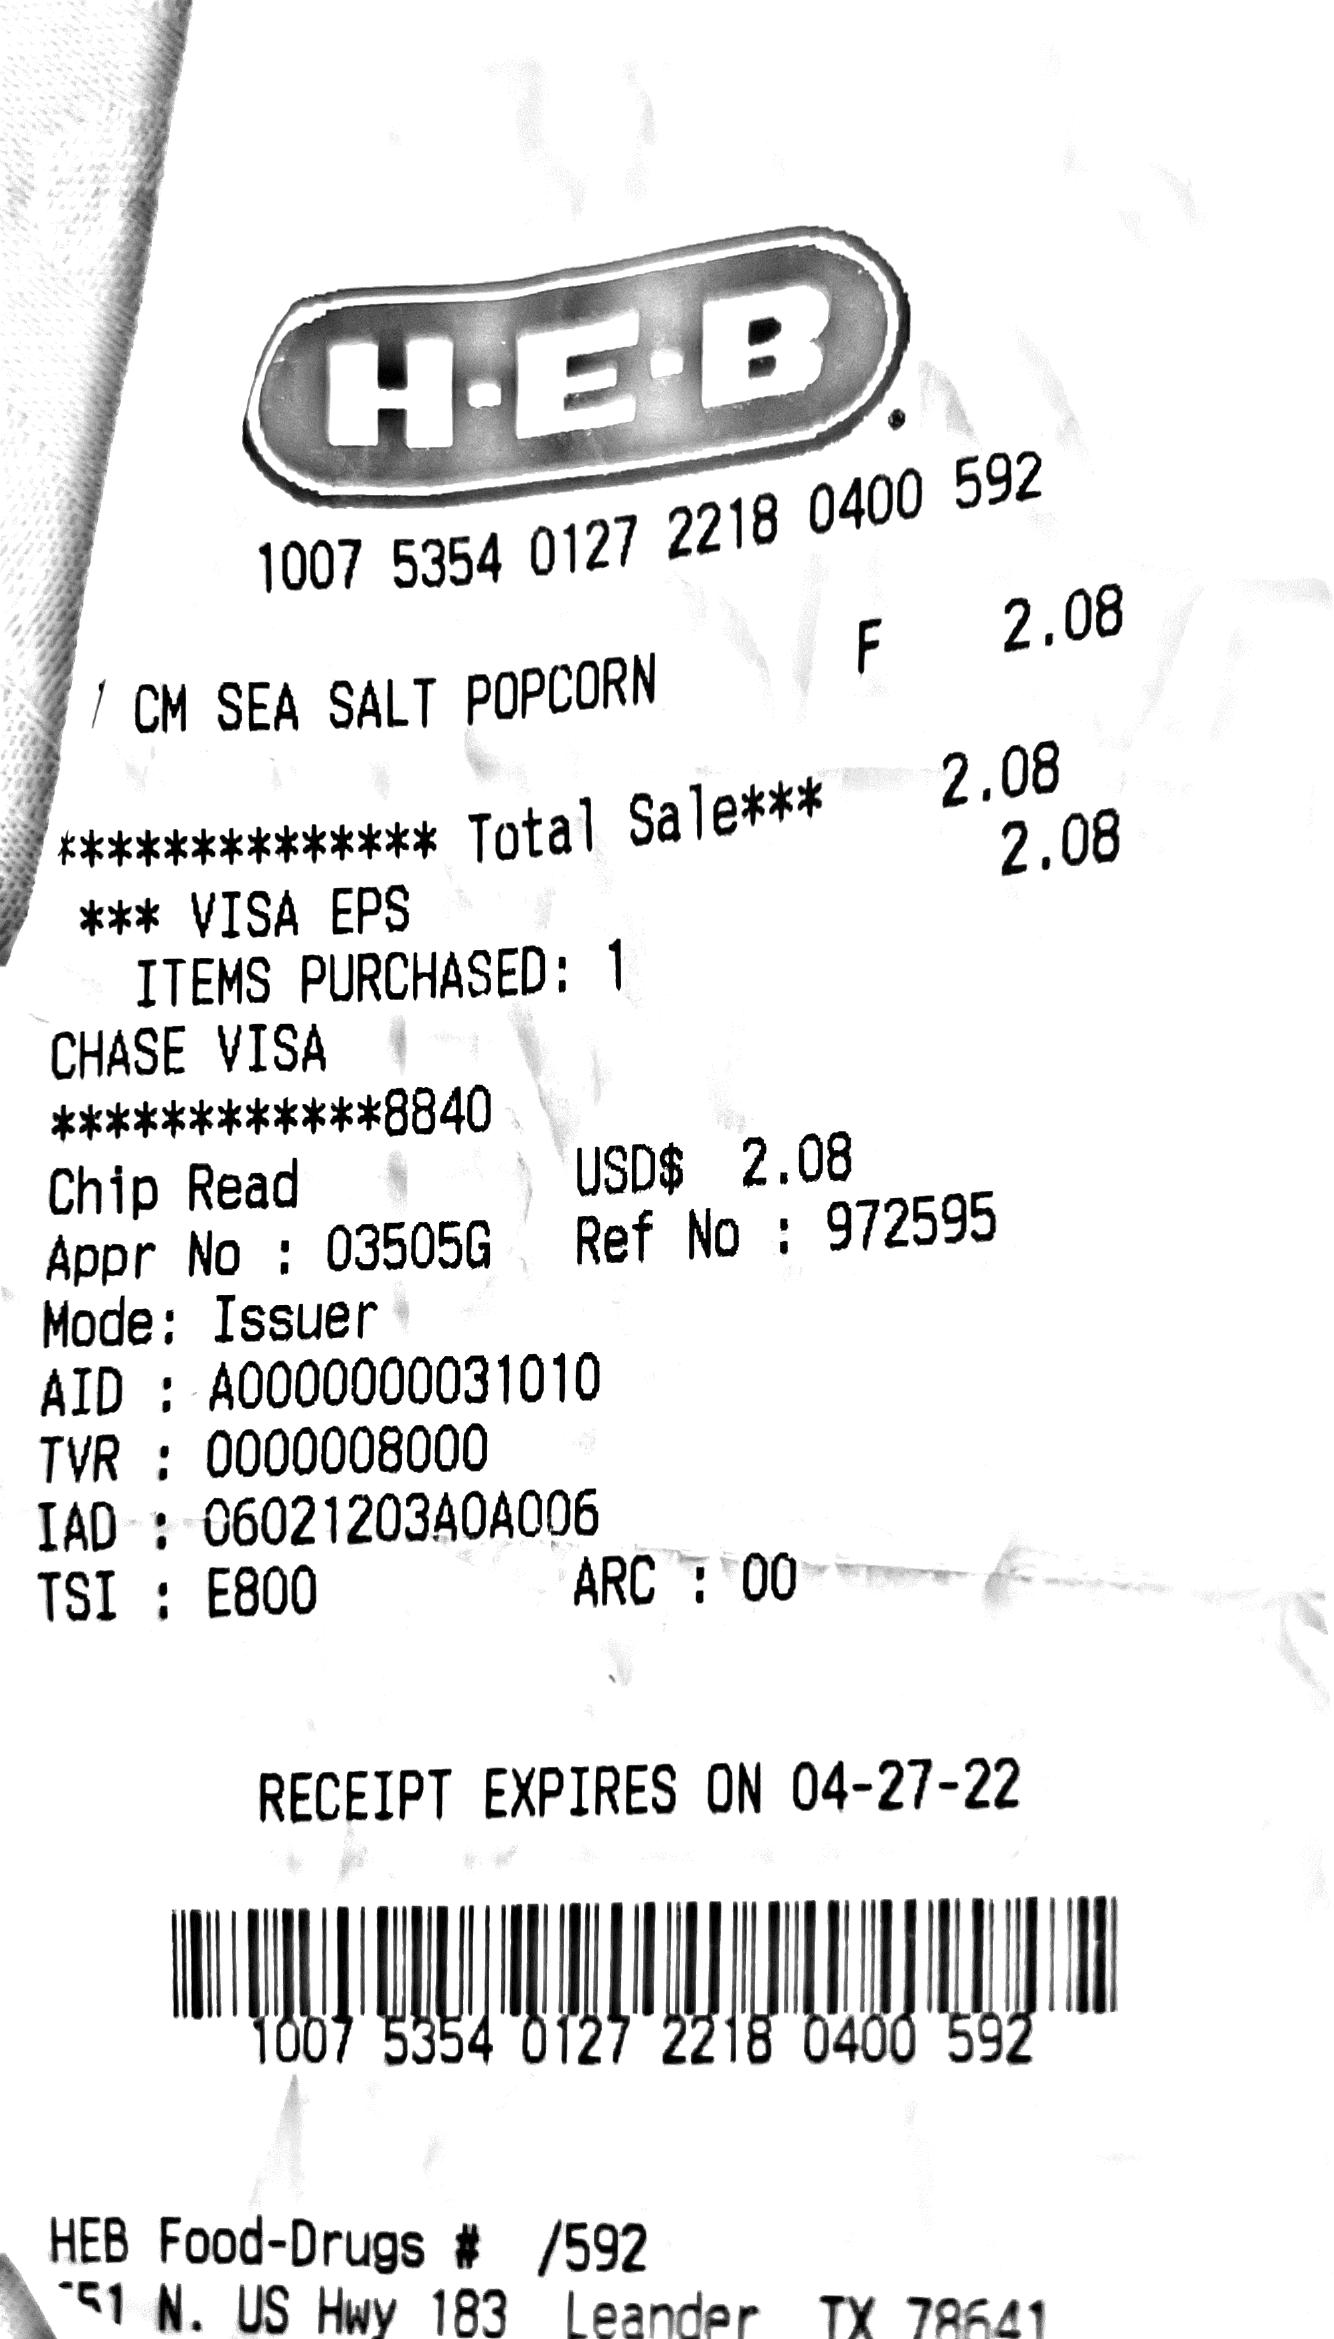 H-E-B
1007 5354 0127 2218 0400 592
1 CM SEA SALT POPCORN F 2.08
************** Total Sale*** 2.08
*** VISA EPS 2.08
ITEMS PURCHASED: 1
CHASE VISA
************8840
Chip Read USD$ 2.08
Appr No : 03505G Ref No : 972595
Mode: Issuer
AID : A0000000031010
TVR : 0000008000
IAD : 06021203A0A006
TSI : E800 ARC : 00
RECEIPT EXPIRES ON 04-27-22
1007 5354 0127 2218 0400 592
HEB Food-Drugs # /592
N. US Hwy 183 Leander TX 78641